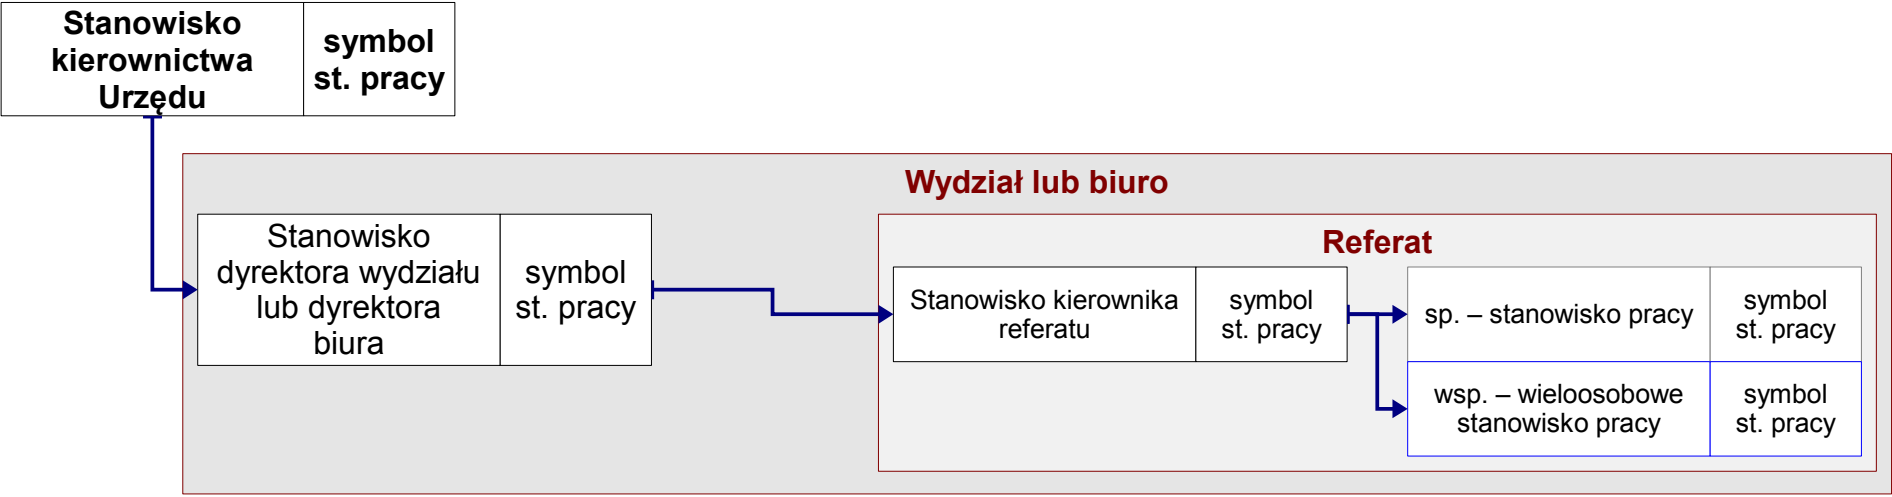 Stanowisko
kierownictwa
Urzędu
symbol
st. pracy
Wydział lub biuro
Stanowisko
dyrektora wydziału
lub dyrektora
biura
symbol
st. pracy
Referat
Stanowisko kierownika
referatu
symbol
st. pracy
sp. – stanowisko pracy
symbol
st. pracy
wsp. – wieloosobowe
stanowisko pracy
symbol
st. pracy